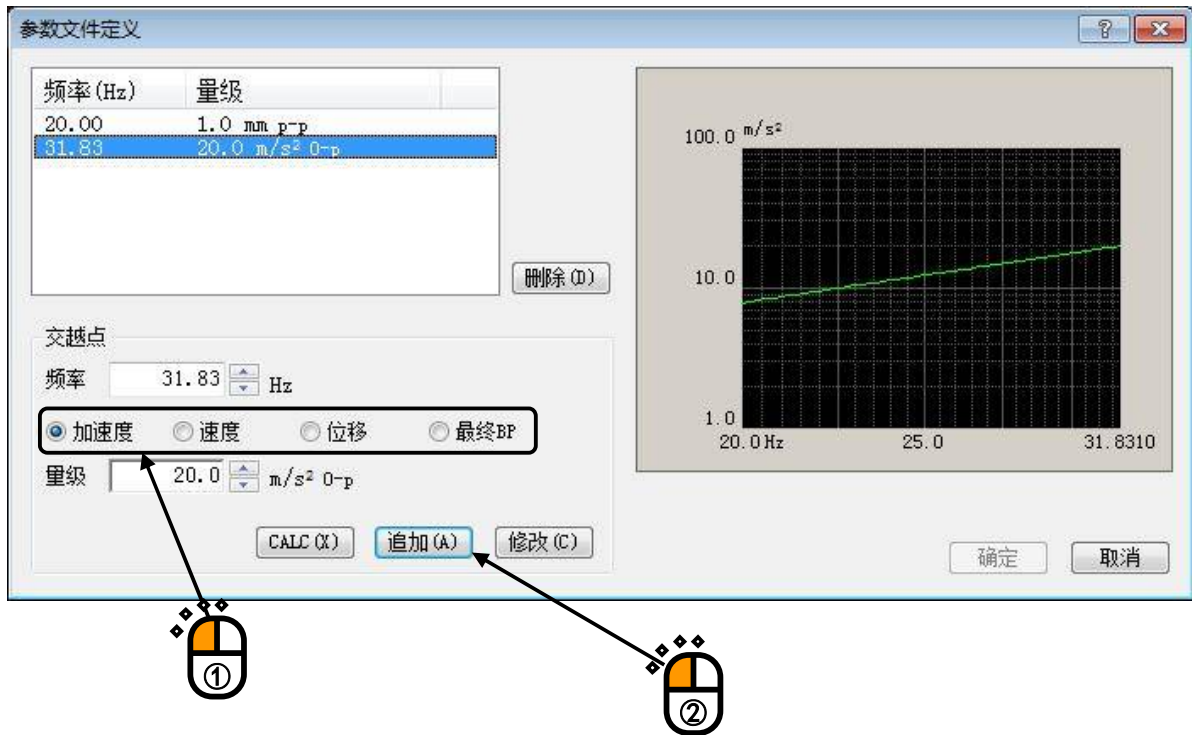 参数文件定义
频率(Hz) 量级
20.00 1.0 mm p-p
31.83 20.0 m/s² 0-p
删除(D)
交越点
频率 31.83 Hz
加速度 速度 位移 最终BP
量级 20.0 m/s² 0-p
CALC(X) 追加(A) 修改(C)
100.0 m/s²
10.0
1.0
20.0Hz 25.0 31.8310
确定 取消
① ②